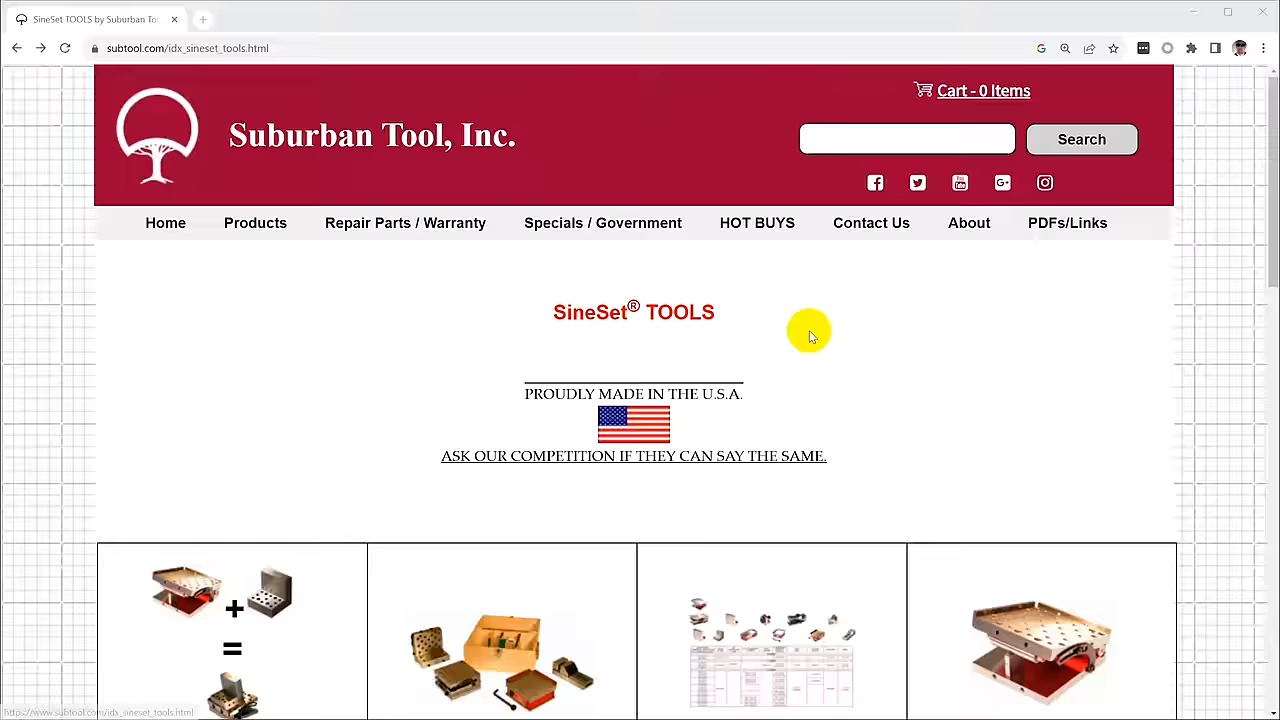 SineSet TOOLS by Suburban Too
subtool.com/idx_sineset_tools.html
Cart - 0 Items
Suburban Tool, Inc.
Search
Home Products Repair Parts / Warranty Specials / Government HOT BUYS Contact Us About PDFs/Links
SineSet® TOOLS
PROUDLY MADE IN THE U.S.A.
ASK OUR COMPETITION IF THEY CAN SAY THE SAME.
+
=
https://www.subtool.com/idx_sineset_tools.html